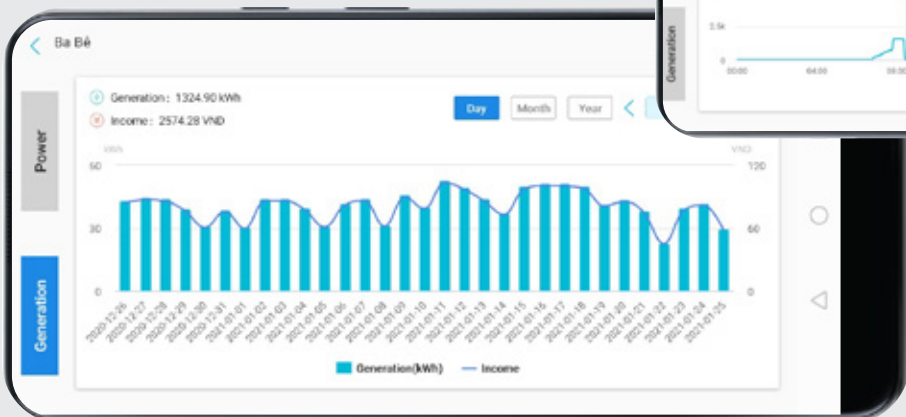 Ba Bê
Power
Generation
Generation: 1324.90 kWh
Income: 2574.28 VND
Day
Month
Year
kWh
VND
60
30
0
120
60
0
2020-12-26
2020-12-27
2020-12-28
2020-12-29
2020-12-30
2020-12-31
2021-01-01
2021-01-02
2021-01-03
2021-01-04
2021-01-05
2021-01-06
2021-01-07
2021-01-08
2021-01-09
2021-01-10
2021-01-11
2021-01-12
2021-01-13
2021-01-14
2021-01-15
2021-01-16
2021-01-17
2021-01-18
2021-01-19
2021-01-20
2021-01-21
2021-01-22
2021-01-23
2021-01-24
2021-01-25
Generation(kWh)
Income
Generation
2.5k
0
00:00
04:00
08:00